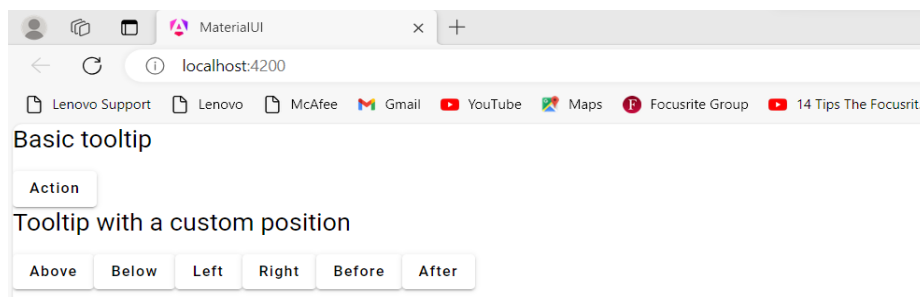 MaterialUI
localhost:4200
Lenovo Support Lenovo McAfee Gmail YouTube Maps Focusrite Group 14 Tips The Focusrit
Basic tooltip
Action
Tooltip with a custom position
Above Below Left Right Before After